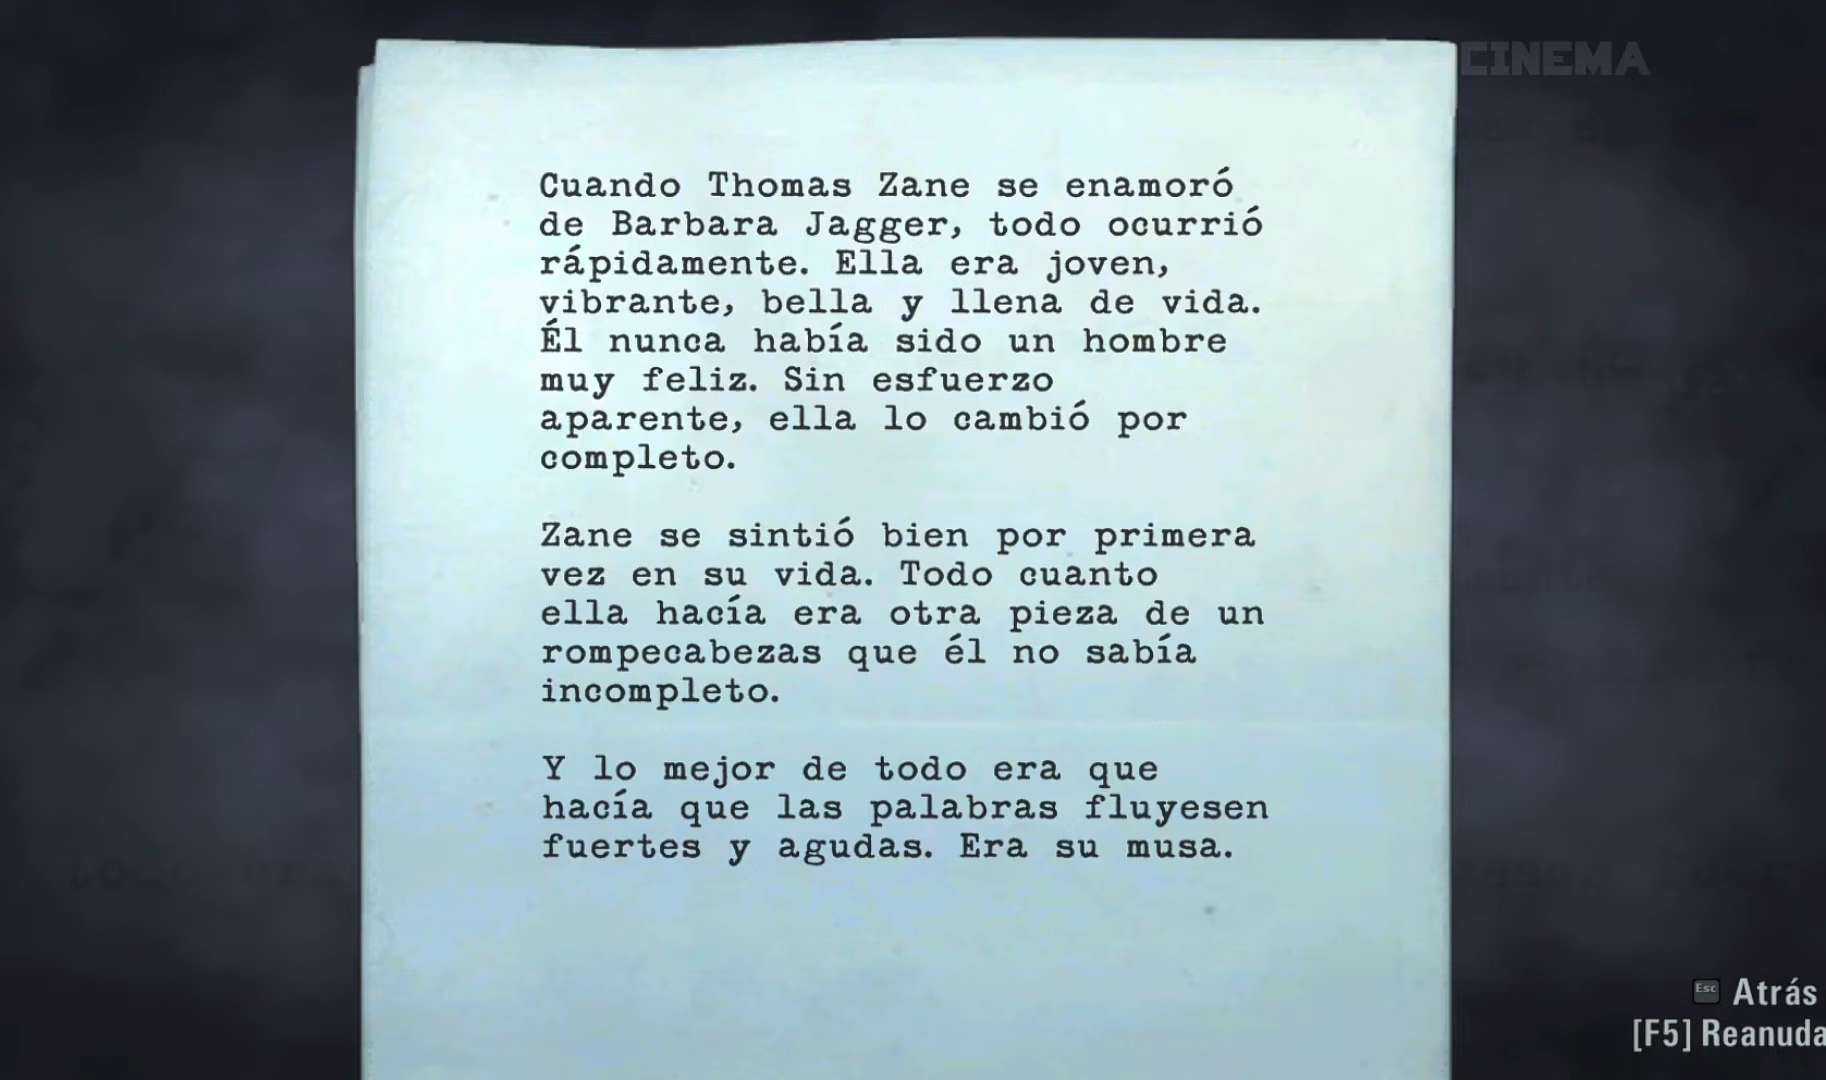 CINEMA
Cuando Thomas Zane se enamoró
de Barbara Jagger, todo ocurrió
rápidamente. Ella era joven,
vibrante, bella y llena de vida.
Él nunca había sido un hombre
muy feliz. Sin esfuerzo
aparente, ella lo cambió por
completo.
Zane se sintió bien por primera
vez en su vida. Todo cuanto
ella hacía era otra pieza de un
rompecabezas que él no sabía
incompleto.
Y lo mejor de todo era que
hacía que las palabras fluyesen
fuertes y agudas. Era su musa.
Esc Atrás
[F5] Reanuda